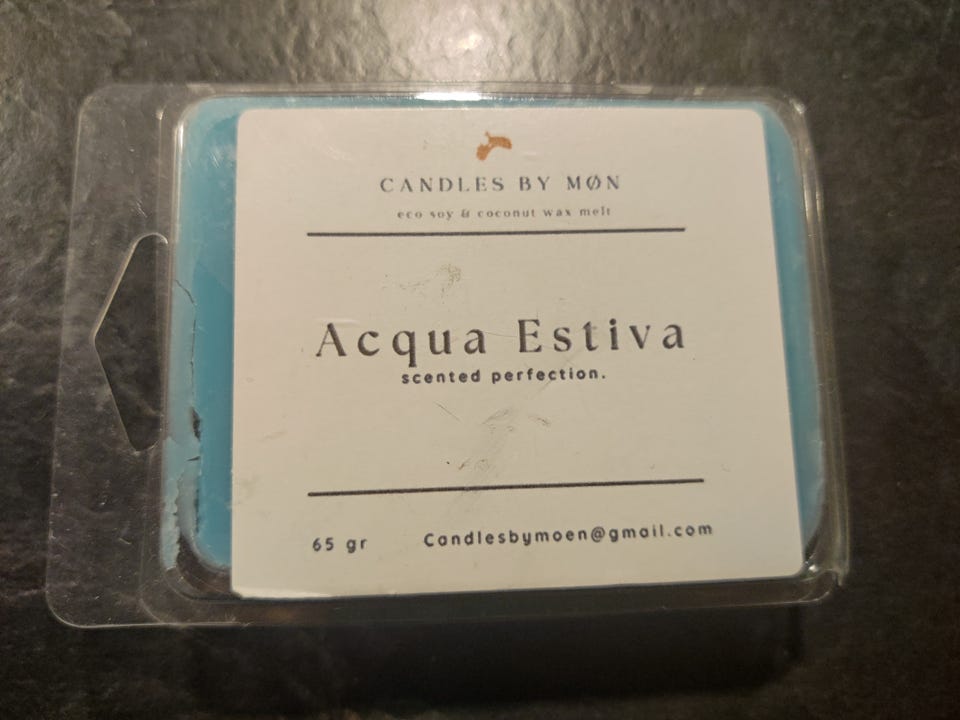 CANDLES BY MØN
eco soy & coconut wax melt
Acqua Estiva
scented perfection.
65 gr Candlesbymoen@gmail.com